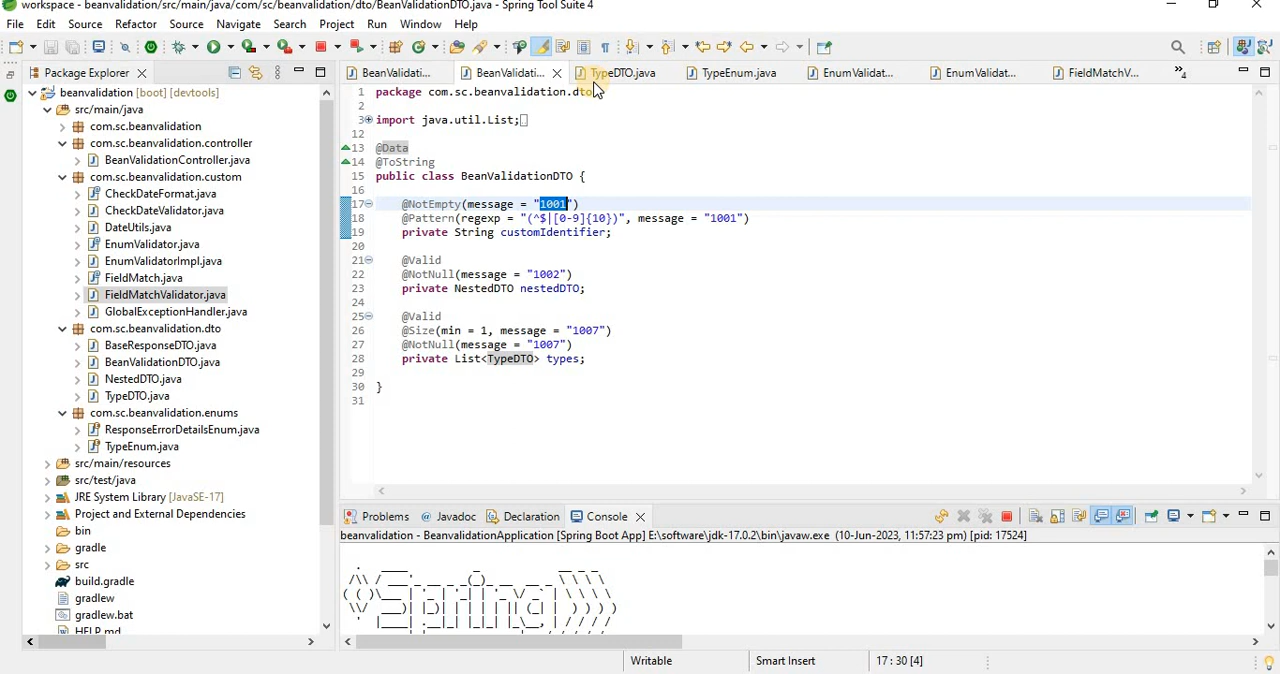 workspace - beanvalidation/src/main/java/com/sc/beanvalidation/dto/BeanValidationDTO.java - Spring Tool Suite 4
File Edit Source Refactor Source Navigate Search Project Run Window Help
Package Explorer
BeanValidati...
BeanValidati...
TypeDTO.java
TypeEnum.java
EnumValidat...
EnumValidat...
FieldMatchV...
4
beanvalidation [boot] [devtools]
src/main/java
com.sc.beanvalidation
com.sc.beanvalidation.controller
BeanValidationController.java
com.sc.beanvalidation.custom
CheckDateFormat.java
CheckDateValidator.java
DateUtils.java
EnumValidator.java
EnumValidatorImpl.java
FieldMatch.java
FieldMatchValidator.java
GlobalExceptionHandler.java
com.sc.beanvalidation.dto
BaseResponseDTO.java
BeanValidationDTO.java
NestedDTO.java
TypeDTO.java
com.sc.beanvalidation.enums
ResponseErrorDetailsEnum.java
TypeEnum.java
src/main/resources
src/test/java
JRE System Library [JavaSE-17]
Project and External Dependencies
bin
gradle
src
build.gradle
gradlew
gradlew.bat
HELP.md
1 package com.sc.beanvalidation.dto;
2
3 import java.util.List;
12
13 @Data
14 @ToString
15 public class BeanValidationDTO {
16
17 @NotEmpty(message = "1001")
18 @Pattern(regexp = "(^$|[0-9]{10})", message = "1001")
19 private String customIdentifier;
20
21 @Valid
22 @NotNull(message = "1002")
23 private NestedDTO nestedDTO;
24
25 @Valid
26 @Size(min = 1, message = "1007")
27 @NotNull(message = "1007")
28 private List<TypeDTO> types;
29
30 }
31
Problems Javadoc Declaration Console
beanvalidation - BeanvalidationApplication [Spring Boot App] E:\software\jdk-17.0.2\bin\javaw.exe (10-Jun-2023, 11:57:23 pm) [pid: 17524]
Spring
Writable Smart Insert 17 : 30 [4]